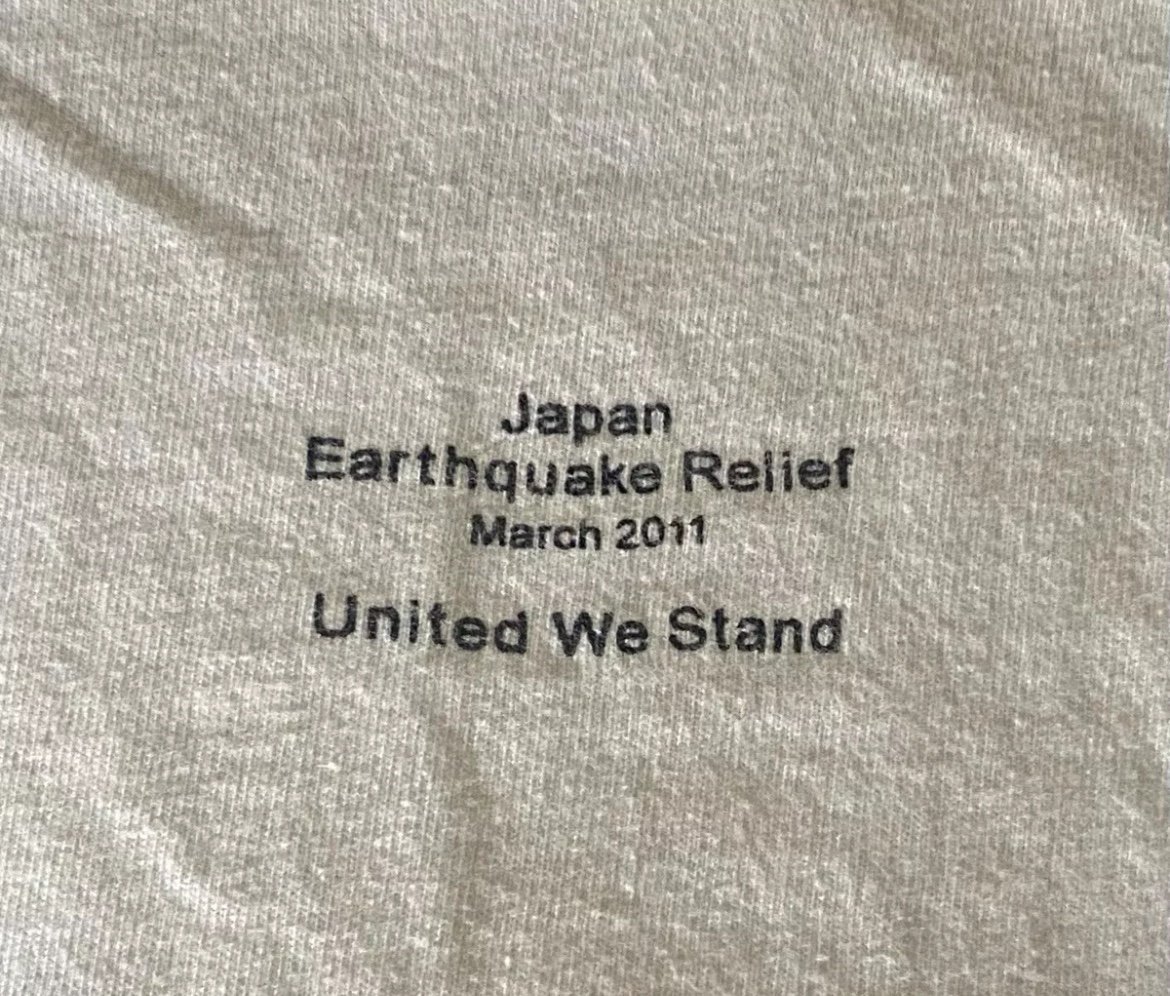 Japan
Earthquake Relief
March 2011
United We Stand